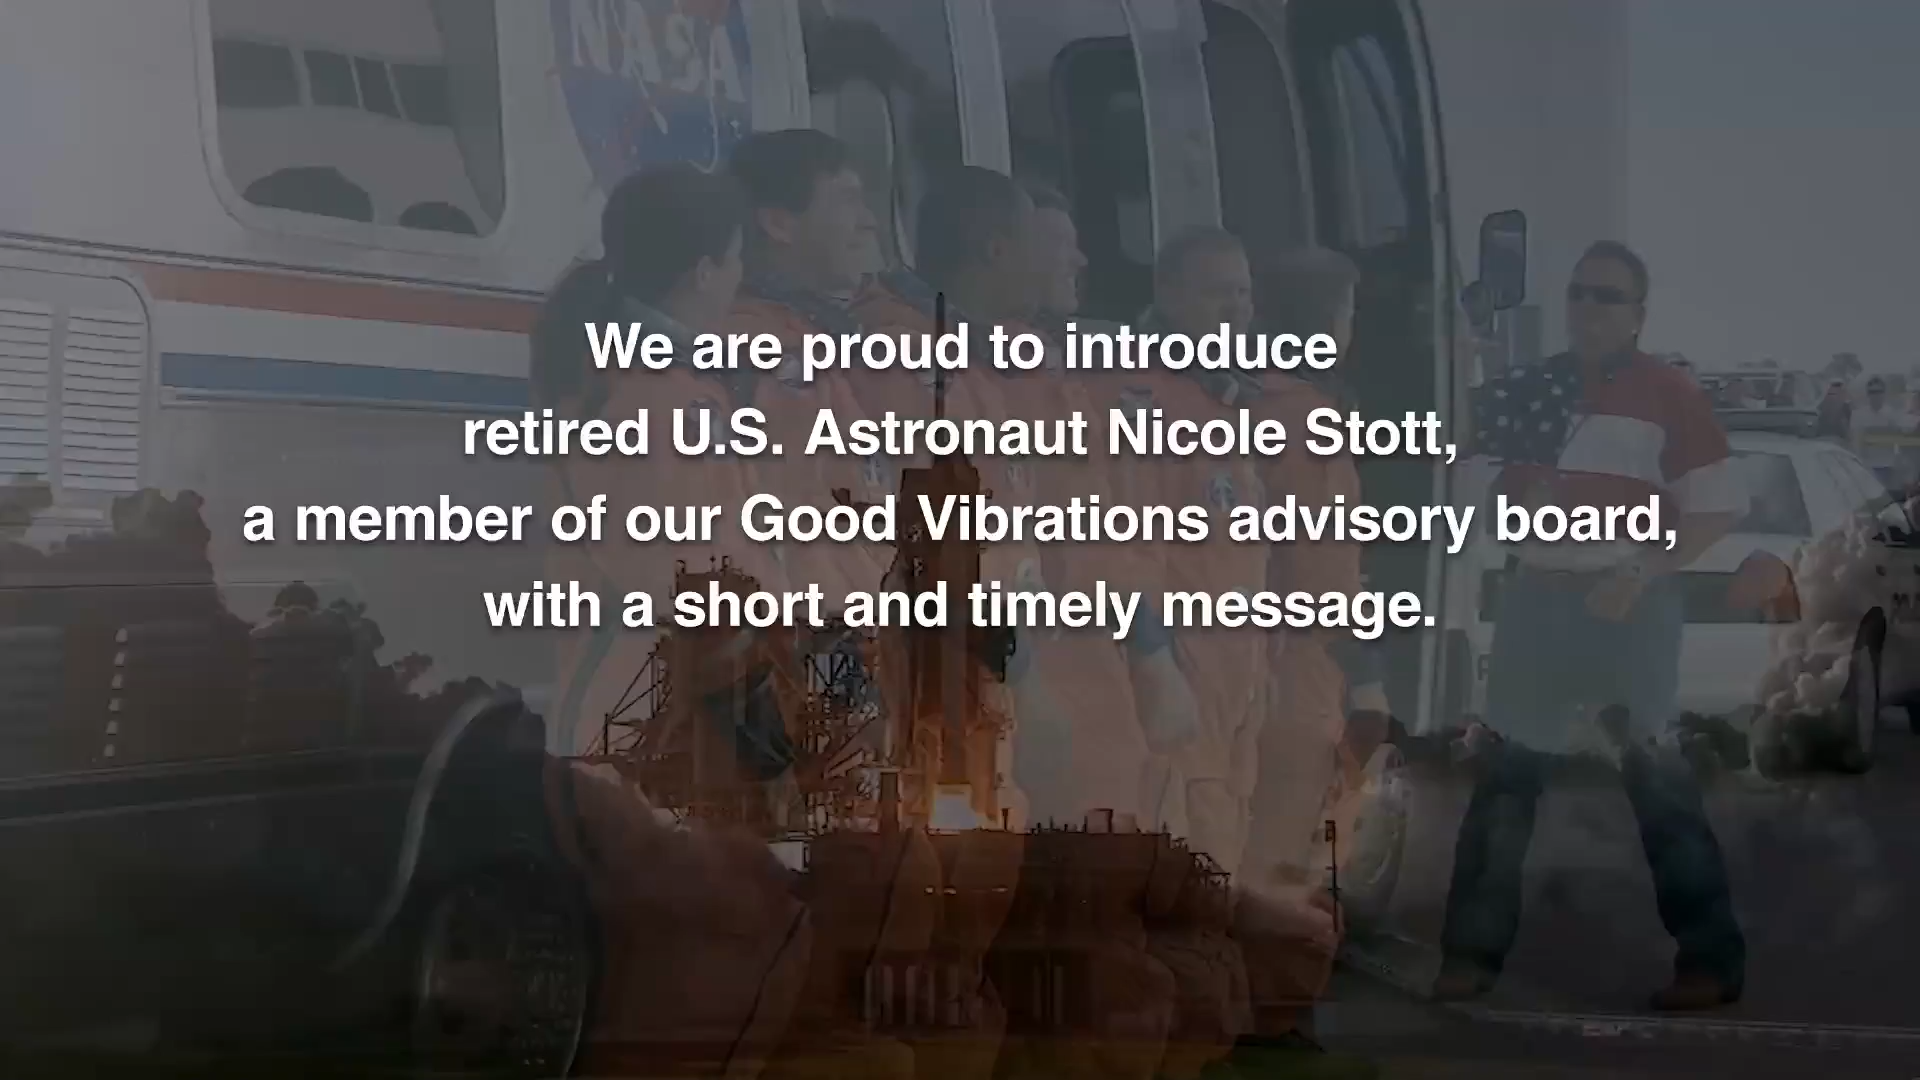 NASA
We are proud to introduce
retired U.S. Astronaut Nicole Stott,
a member of our Good Vibrations advisory board,
with a short and timely message.